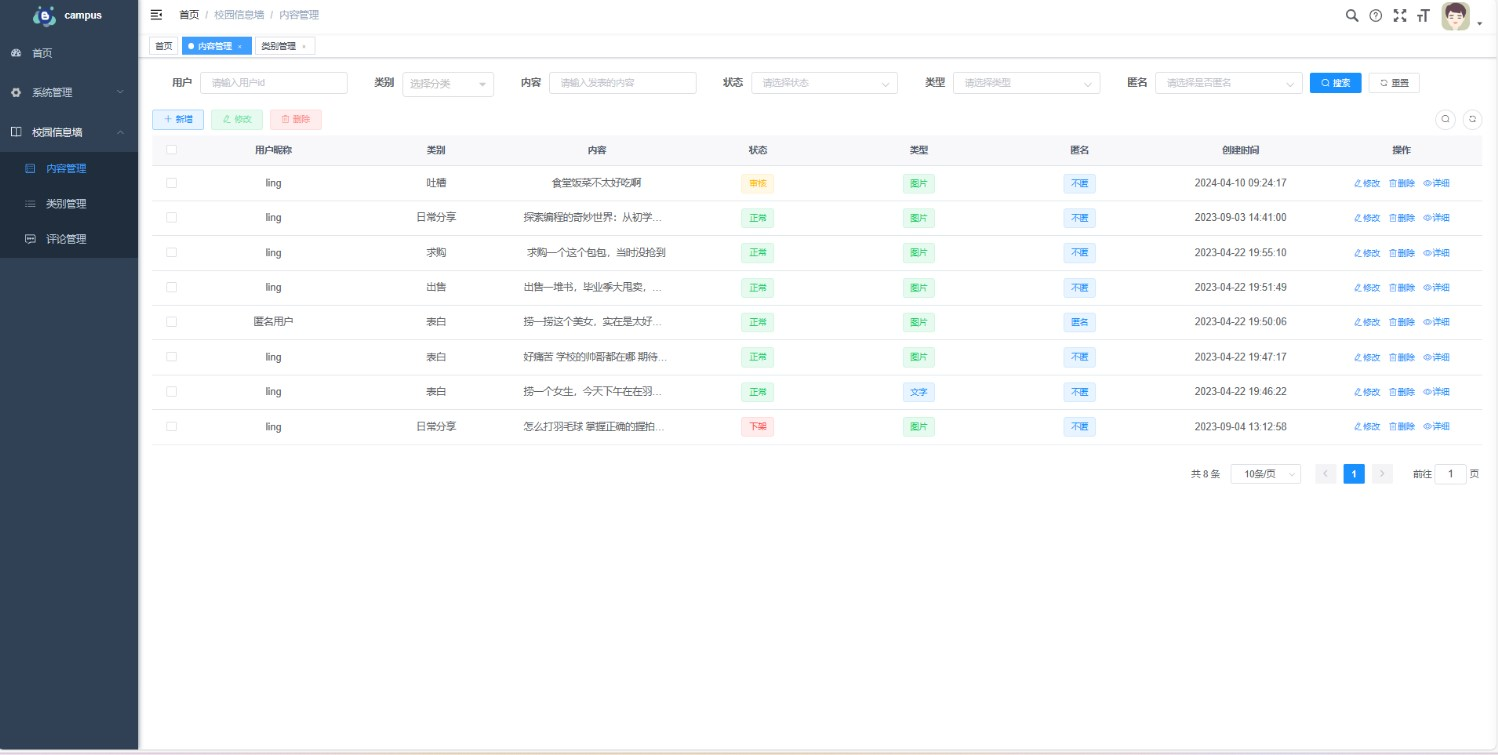 campus
首页 / 校园信息墙 / 内容管理
首页 内容管理 × 类别管理 ×
首页
系统管理
校园信息墙
内容管理
类别管理
评论管理
用户 请输入用户id 类别 选择分类 内容 请输入发表的内容 状态 请选择状态 类型 请选择类型 匿名 请选择是否匿名 搜索 重置
新增 修改 删除
用户昵称 类别 内容 状态 类型 匿名 创建时间 操作
ling 吐槽 食堂饭菜不太好吃啊 审核 图片 不匿 2024-04-10 09:24:17 修改 删除 详细
ling 日常分享 探索编程的奇妙世界：从初学... 正常 图片 不匿 2023-09-03 14:41:00 修改 删除 详细
ling 求购 求购一个这个包包，当时没抢到 正常 图片 不匿 2023-04-22 19:55:10 修改 删除 详细
ling 出售 出售一堆书，毕业季大甩卖，... 正常 图片 不匿 2023-04-22 19:51:49 修改 删除 详细
匿名用户 表白 捞一捞这个美女，实在是太好... 正常 图片 匿名 2023-04-22 19:50:06 修改 删除 详细
ling 表白 好痛苦 学校的帅哥都在哪 期待... 正常 图片 不匿 2023-04-22 19:47:17 修改 删除 详细
ling 表白 捞一个女生，今天下午在在羽... 正常 文字 不匿 2023-04-22 19:46:22 修改 删除 详细
ling 日常分享 怎么打羽毛球 掌握正确的握拍... 下架 图片 不匿 2023-09-04 13:12:58 修改 删除 详细
共 8 条 10条/页 1 前往 1 页